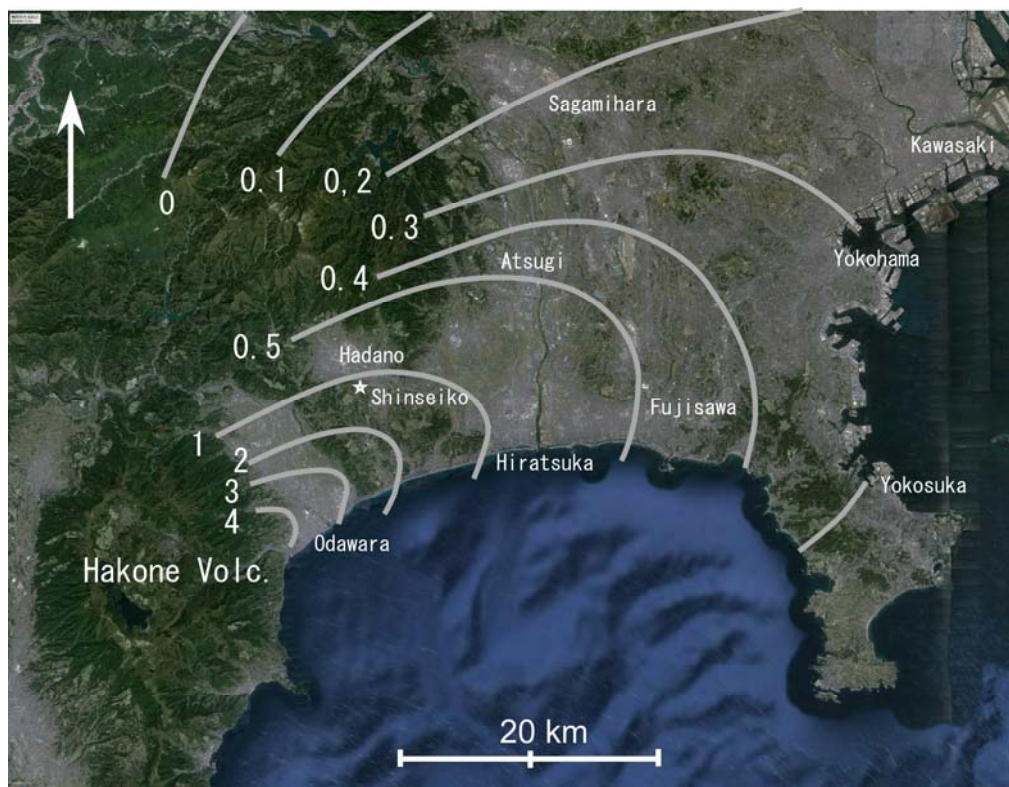 Sagamihara
Kawasaki
0
0.1
0,2
0.3
Yokohama
0.4
Atsugi
0.5
Hadano
Shinseiko
Fujisawa
1
2
Hiratsuka
3
Yokosuka
4
Odawara
Hakone Volc.
20 km